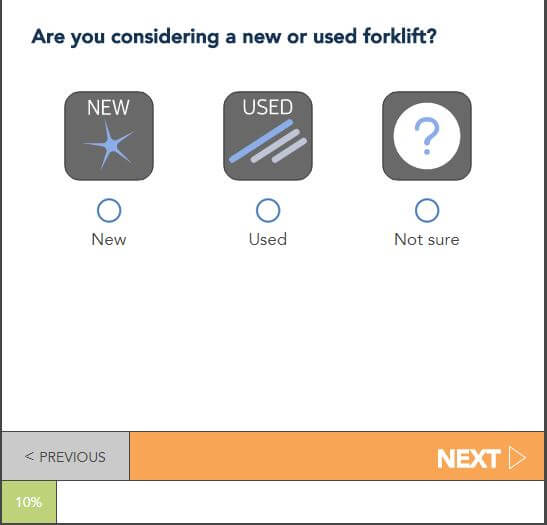 Are you considering a new or used forklift?
NEW
USED
?
New
Used
Not sure
< PREVIOUS
NEXT
10%